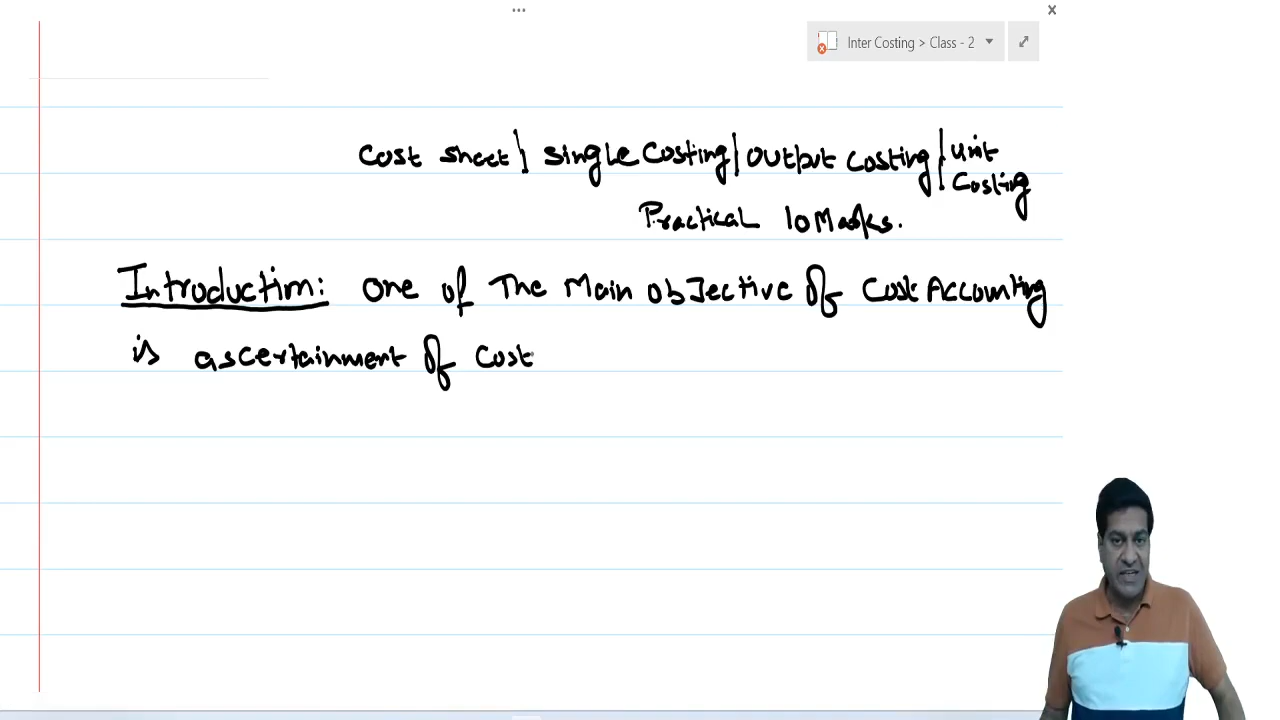 ...
Inter Costing > Class - 2
Cost sheet | single Costing | output costing | unit
Costing
Practical 10 Marks.
Introduction: one of The Main objective of Cost Accounting
is ascertainment of cost